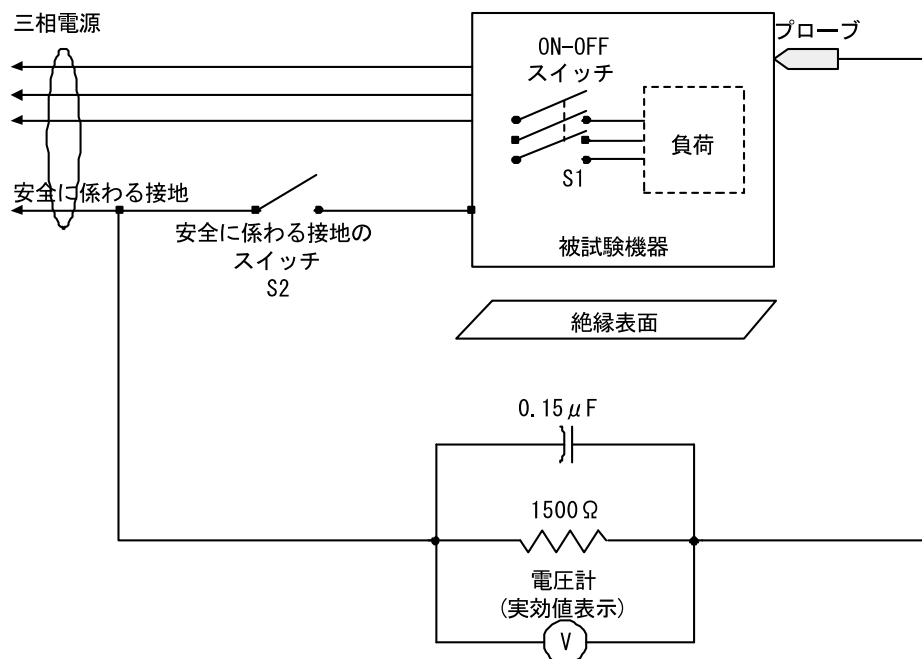 三相電源
プローブ
ON-OFF
スイッチ
負荷
S1
安全に係わる接地
安全に係わる接地の
スイッチ
S2
被試験機器
絶縁表面
0.15μF
1500Ω
電圧計
(実効値表示)
V